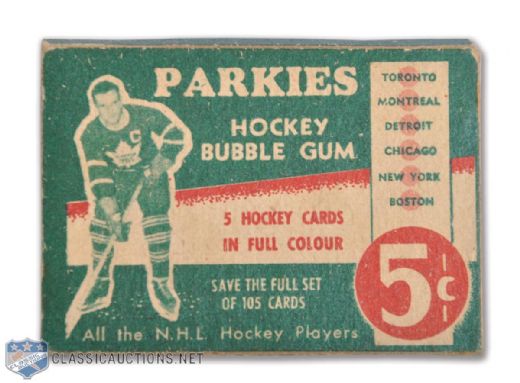 PARKIES
HOCKEY
BUBBLE GUM
TORONTO
MONTREAL
DETROIT
CHICAGO
NEW YORK
BOSTON
C
5 HOCKEY CARDS
IN FULL COLOUR
SAVE THE FULL SET
OF 105 CARDS
5¢
All the N.H.L. Hockey Players
CLASSICAUCTIONS.NET